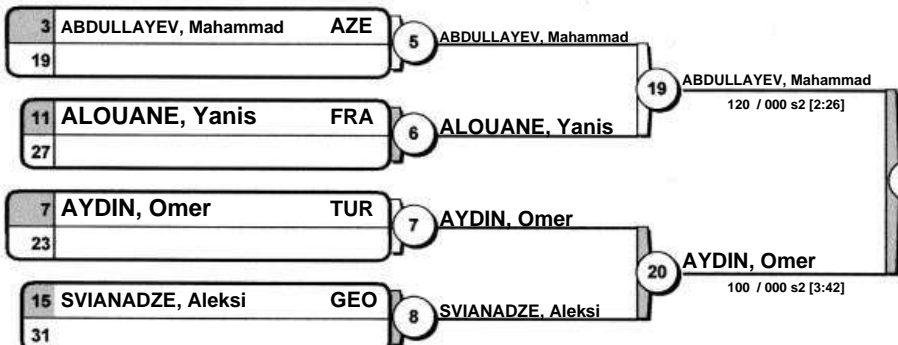 3 ABDULLAYEV, Mahammad AZE
19
5
ABDULLAYEV, Mahammad
11 ALOUANE, Yanis FRA
27
6
ALOUANE, Yanis
19
ABDULLAYEV, Mahammad
120 / 000 s2 [2:26]
7 AYDIN, Omer TUR
23
7
AYDIN, Omer
15 SVIANADZE, Aleksi GEO
31
8
SVIANADZE, Aleksi
20
AYDIN, Omer
100 / 000 s2 [3:42]